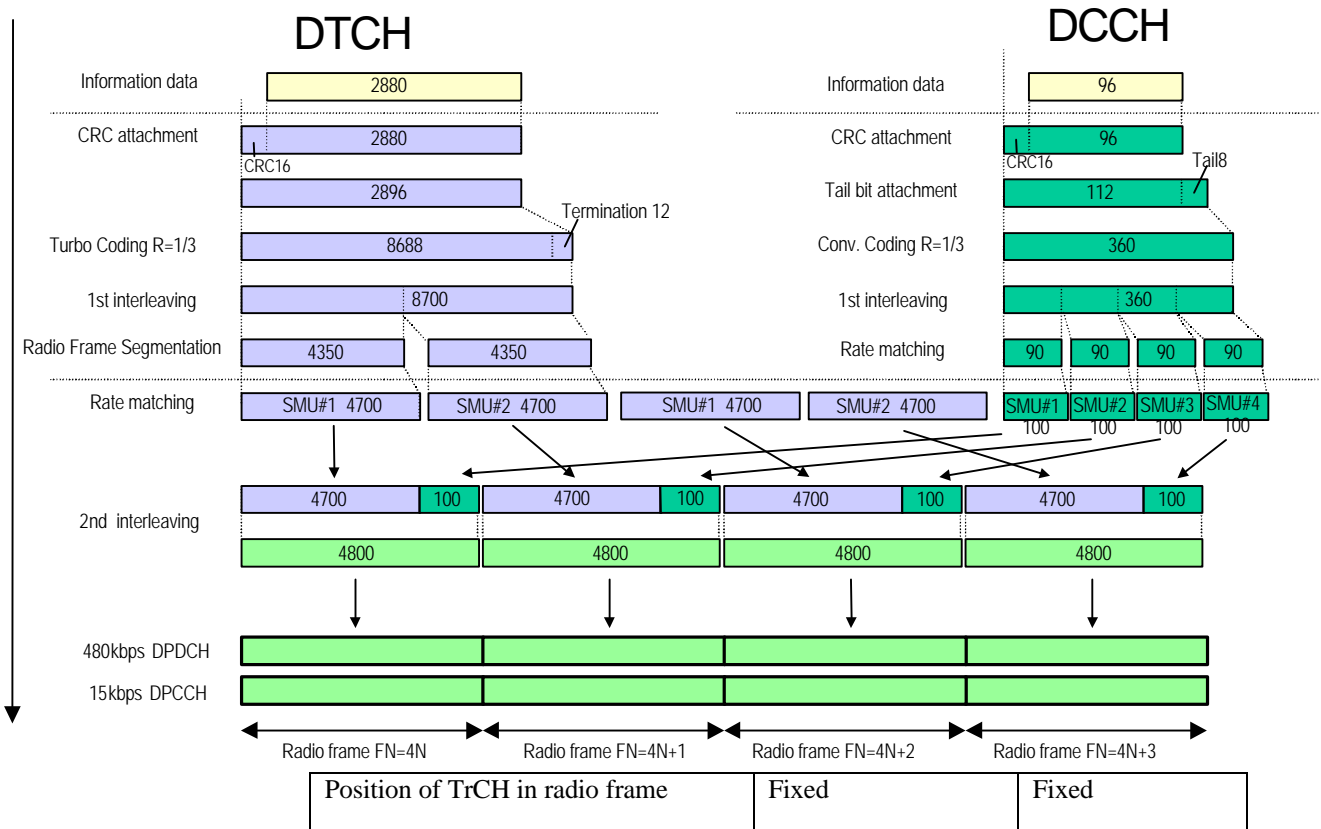 DTCH
DCCH
Information data
2880
Information data
96
CRC attachment
2880
CRC16
CRC attachment
96
CRC16
Tail8
2896
Termination 12
Tail bit attachment
112
Turbo Coding R=1/3
8688
Conv. Coding R=1/3
360
1st interleaving
8700
1st interleaving
360
Radio Frame Segmentation
4350
4350
Rate matching
90
90
90
90
Rate matching
SMU#1 4700
SMU#2 4700
SMU#1 4700
SMU#2 4700
SMU#1
100
SMU#2
100
SMU#3
100
SMU#4
100
2nd interleaving
4700
100
4700
100
4700
100
4700
100
4800
4800
4800
4800
480kbps DPDCH
15kbps DPCCH
Radio frame FN=4N
Radio frame FN=4N+1
Radio frame FN=4N+2
Radio frame FN=4N+3
Position of TrCH in radio frame
Fixed
Fixed